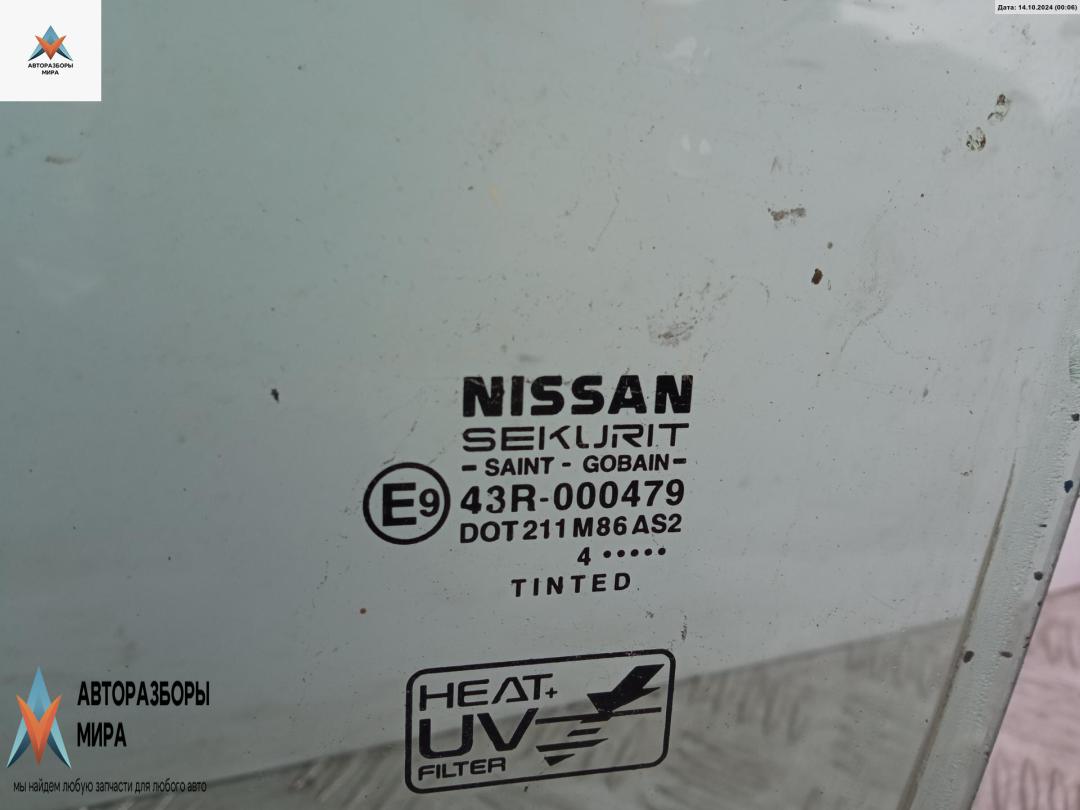 Дата: 14.10.2024 (00:06)
АВТОРАЗБОРЫ
МИРА
NISSAN
SEKURIT
- SAINT - GOBAIN -
E9 43R-000479
DOT 211 M86 AS2
4 •••••
TINTED
HEAT+
UV
FILTER
АВТОРАЗБОРЫ
МИРА
мы найдем любую запчасти для любого авто